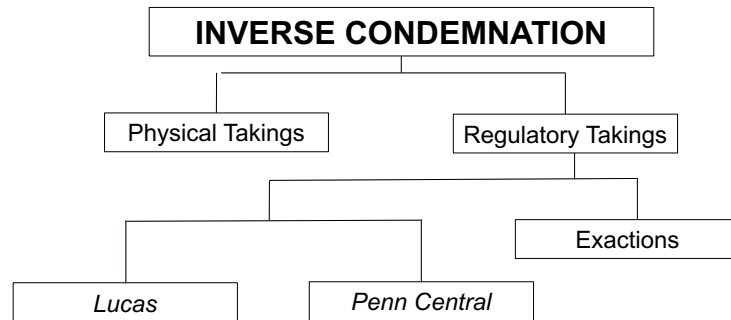 INVERSE CONDEMNATION
Physical Takings
Regulatory Takings
Exactions
Lucas
Penn Central